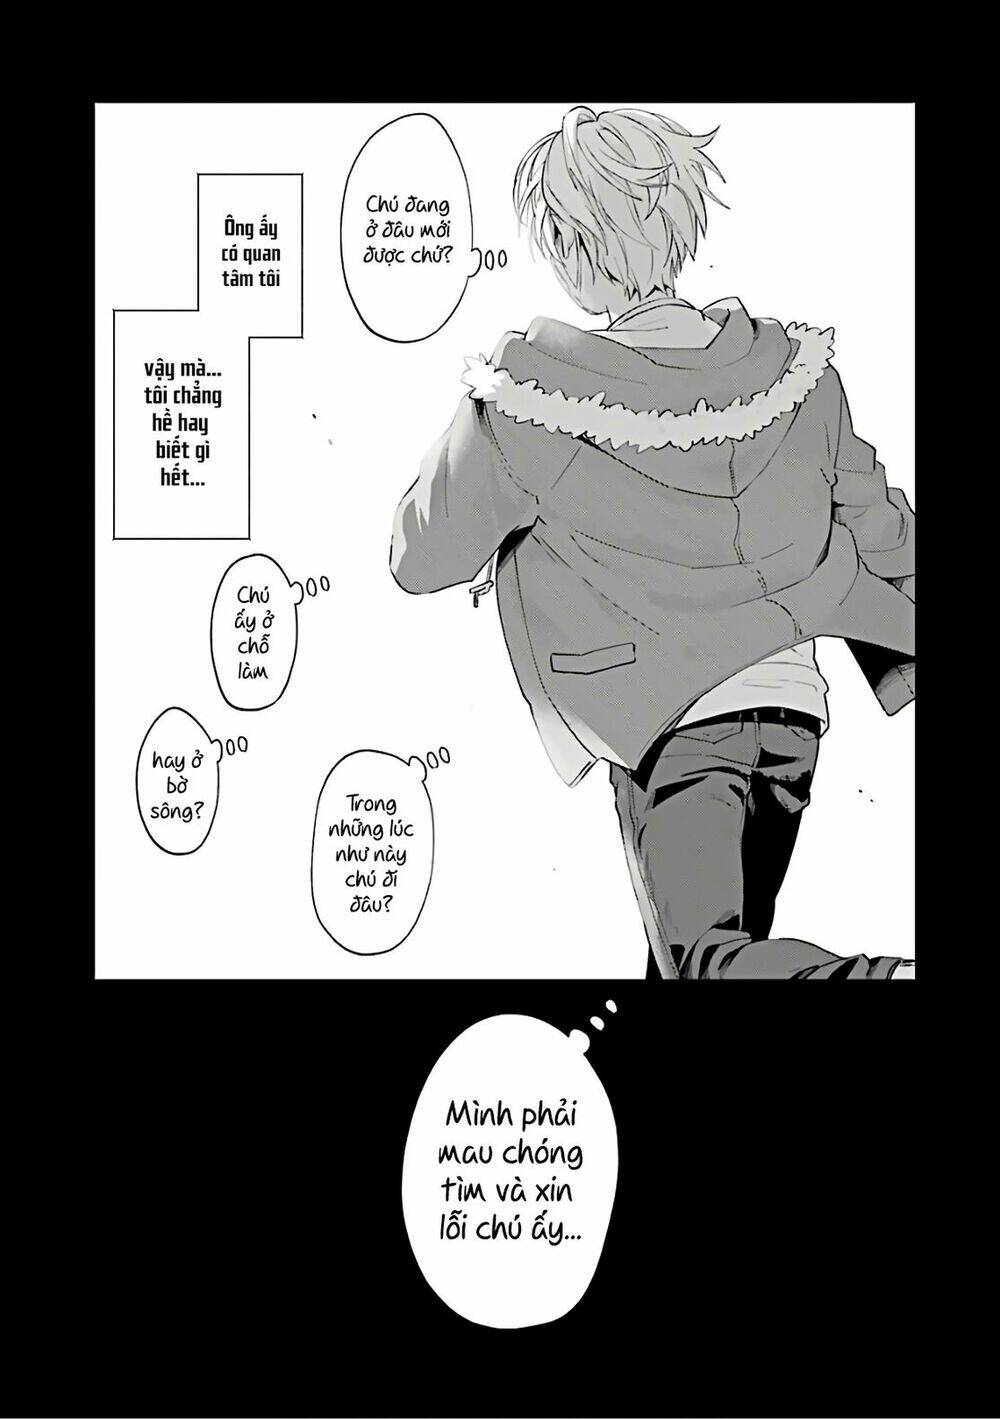 Chú đang
ở đâu mới
được chứ?
Ông ấy
có quan
tâm tôi
vậy mà...
tôi chẳng
hề hay
biết gì
hết...
Chú
ấy ở
chỗ
làm
hay ở
bờ
sông?
Trong
những lúc
như này
chú đi
đâu?
Mình phải
mau chóng
tìm và xin
lỗi chú ấy...